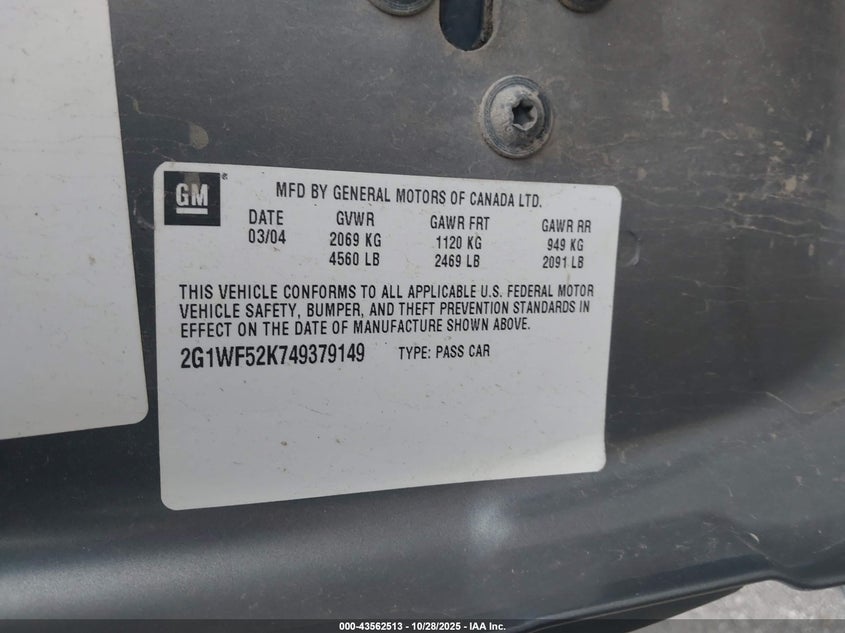 GM
MFD BY GENERAL MOTORS OF CANADA LTD.
DATE GVWR GAWR FRT GAWR RR
03/04 2069 KG 1120 KG 949 KG
4560 LB 2469 LB 2091 LB
THIS VEHICLE CONFORMS TO ALL APPLICABLE U.S. FEDERAL MOTOR
VEHICLE SAFETY, BUMPER, AND THEFT PREVENTION STANDARDS IN
EFFECT ON THE DATE OF MANUFACTURE SHOWN ABOVE.
2G1WF52K749379149 TYPE: PASS CAR
000-43562513 - 10/28/2025 - IAA Inc.